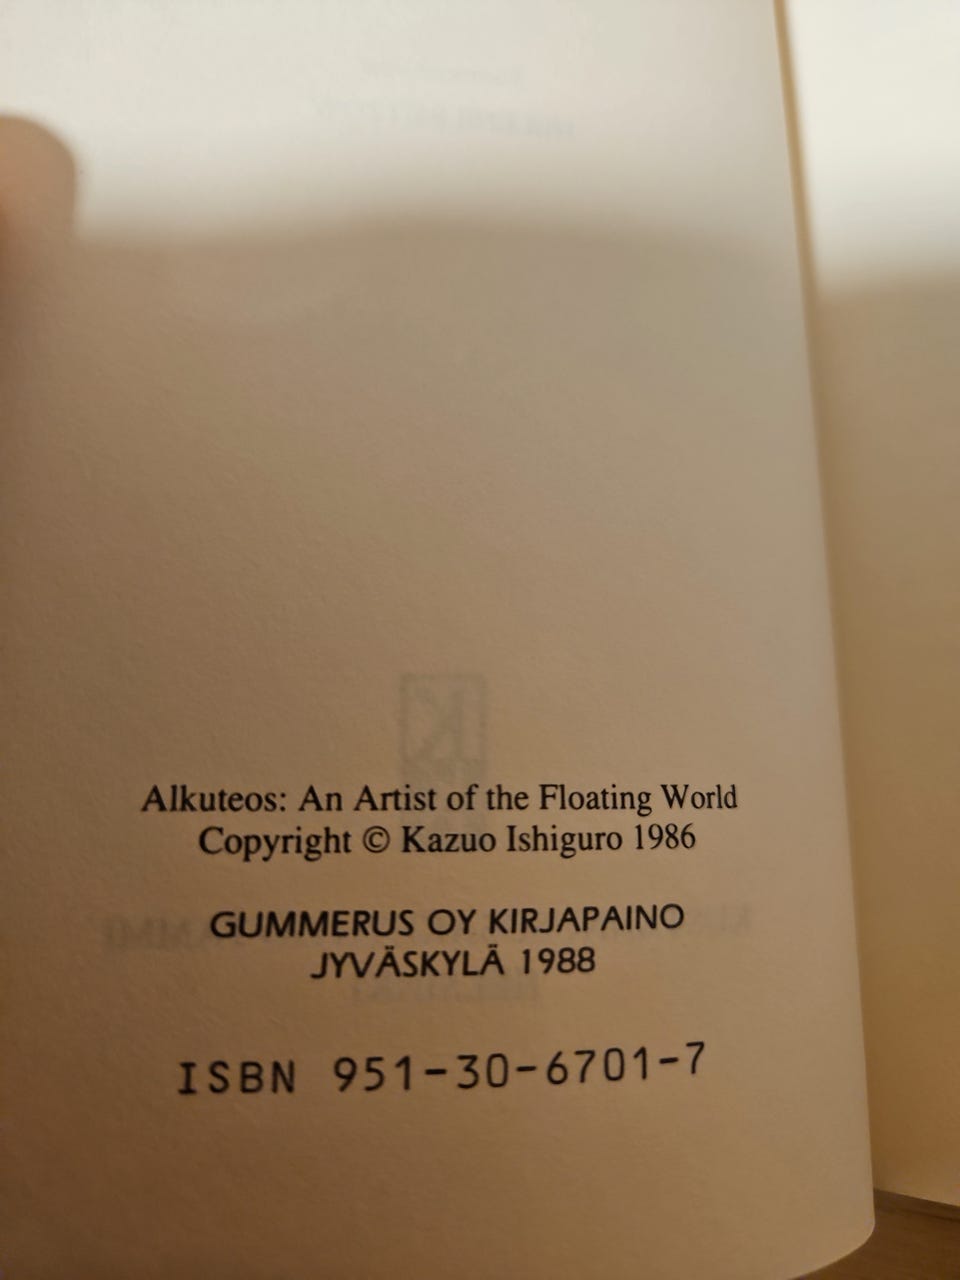 Alkuteos: An Artist of the Floating World
Copyright © Kazuo Ishiguro 1986
GUMMERUS OY KIRJAPAINO
JYVÄSKYLÄ 1988
ISBN 951-30-6701-7